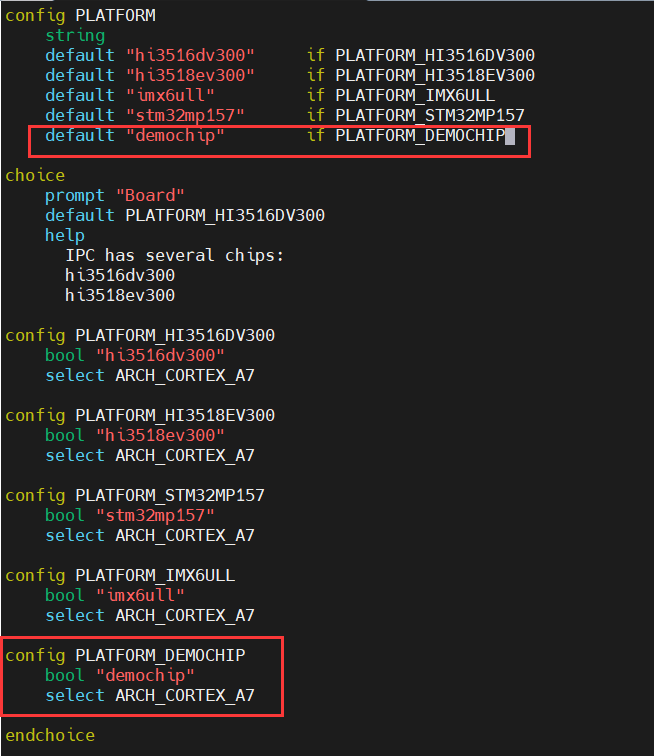 config PLATFORM
    string
    default "hi3516dv300"     if PLATFORM_HI3516DV300
    default "hi3518ev300"     if PLATFORM_HI3518EV300
    default "imx6ull"         if PLATFORM_IMX6ULL
    default "stm32mp157"      if PLATFORM_STM32MP157
    default "demochip"        if PLATFORM_DEMOCHIP

choice
    prompt "Board"
    default PLATFORM_HI3516DV300
    help
      IPC has several chips:
      hi3516dv300
      hi3518ev300

config PLATFORM_HI3516DV300
    bool "hi3516dv300"
    select ARCH_CORTEX_A7

config PLATFORM_HI3518EV300
    bool "hi3518ev300"
    select ARCH_CORTEX_A7

config PLATFORM_STM32MP157
    bool "stm32mp157"
    select ARCH_CORTEX_A7

config PLATFORM_IMX6ULL
    bool "imx6ull"
    select ARCH_CORTEX_A7

config PLATFORM_DEMOCHIP
    bool "demochip"
    select ARCH_CORTEX_A7

endchoice